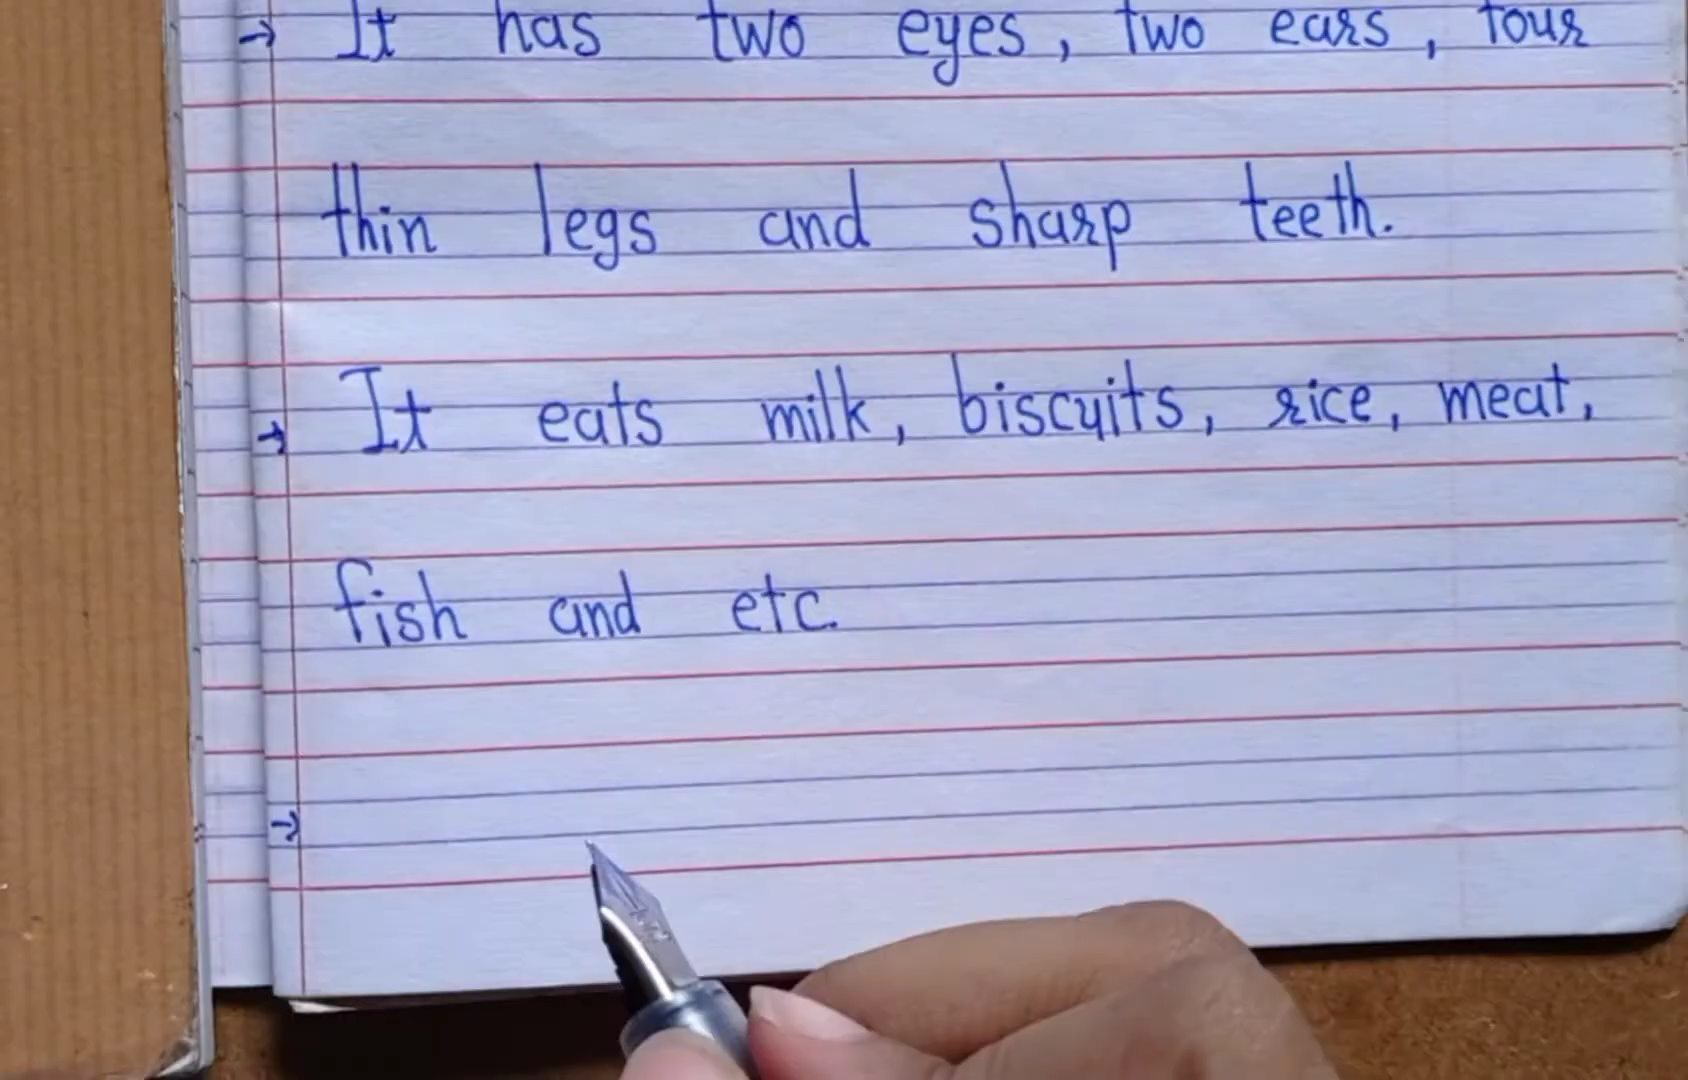 → It has two eyes, two ears, four
thin legs and sharp teeth.
→ It eats milk, biscuits, rice, meat,
fish and etc.
→